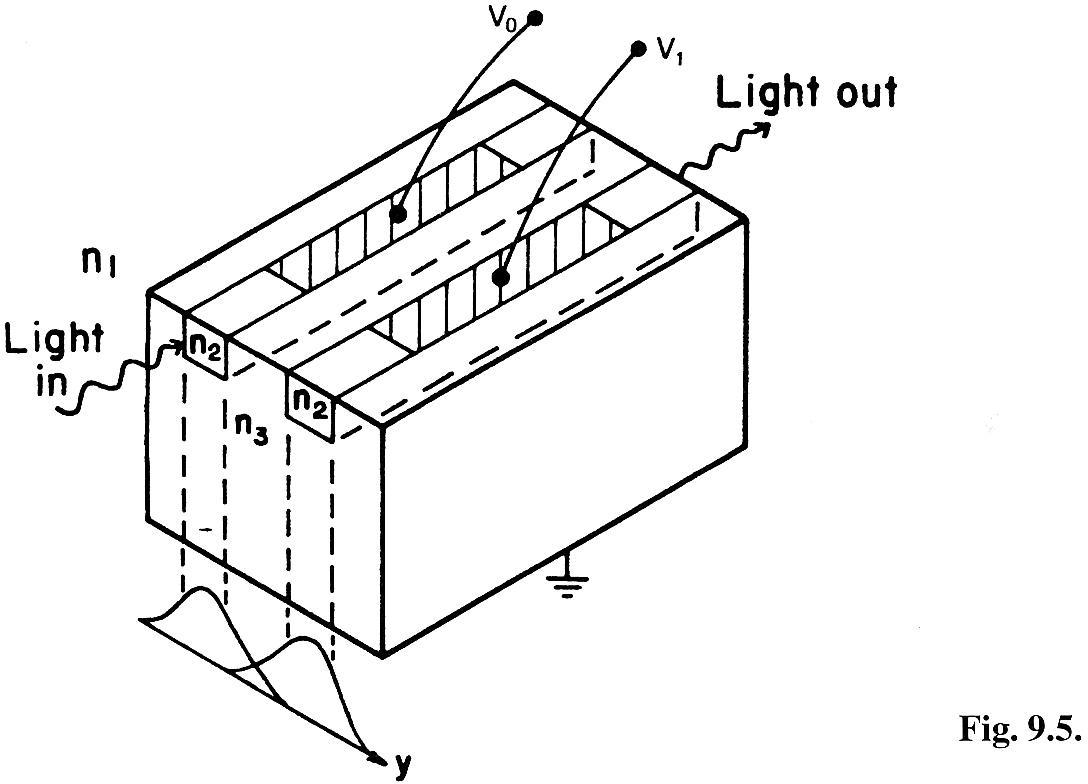 V₀
V₁
Light out
n₁
Light
in
n₂
n₂
n₃
y
Fig. 9.5.